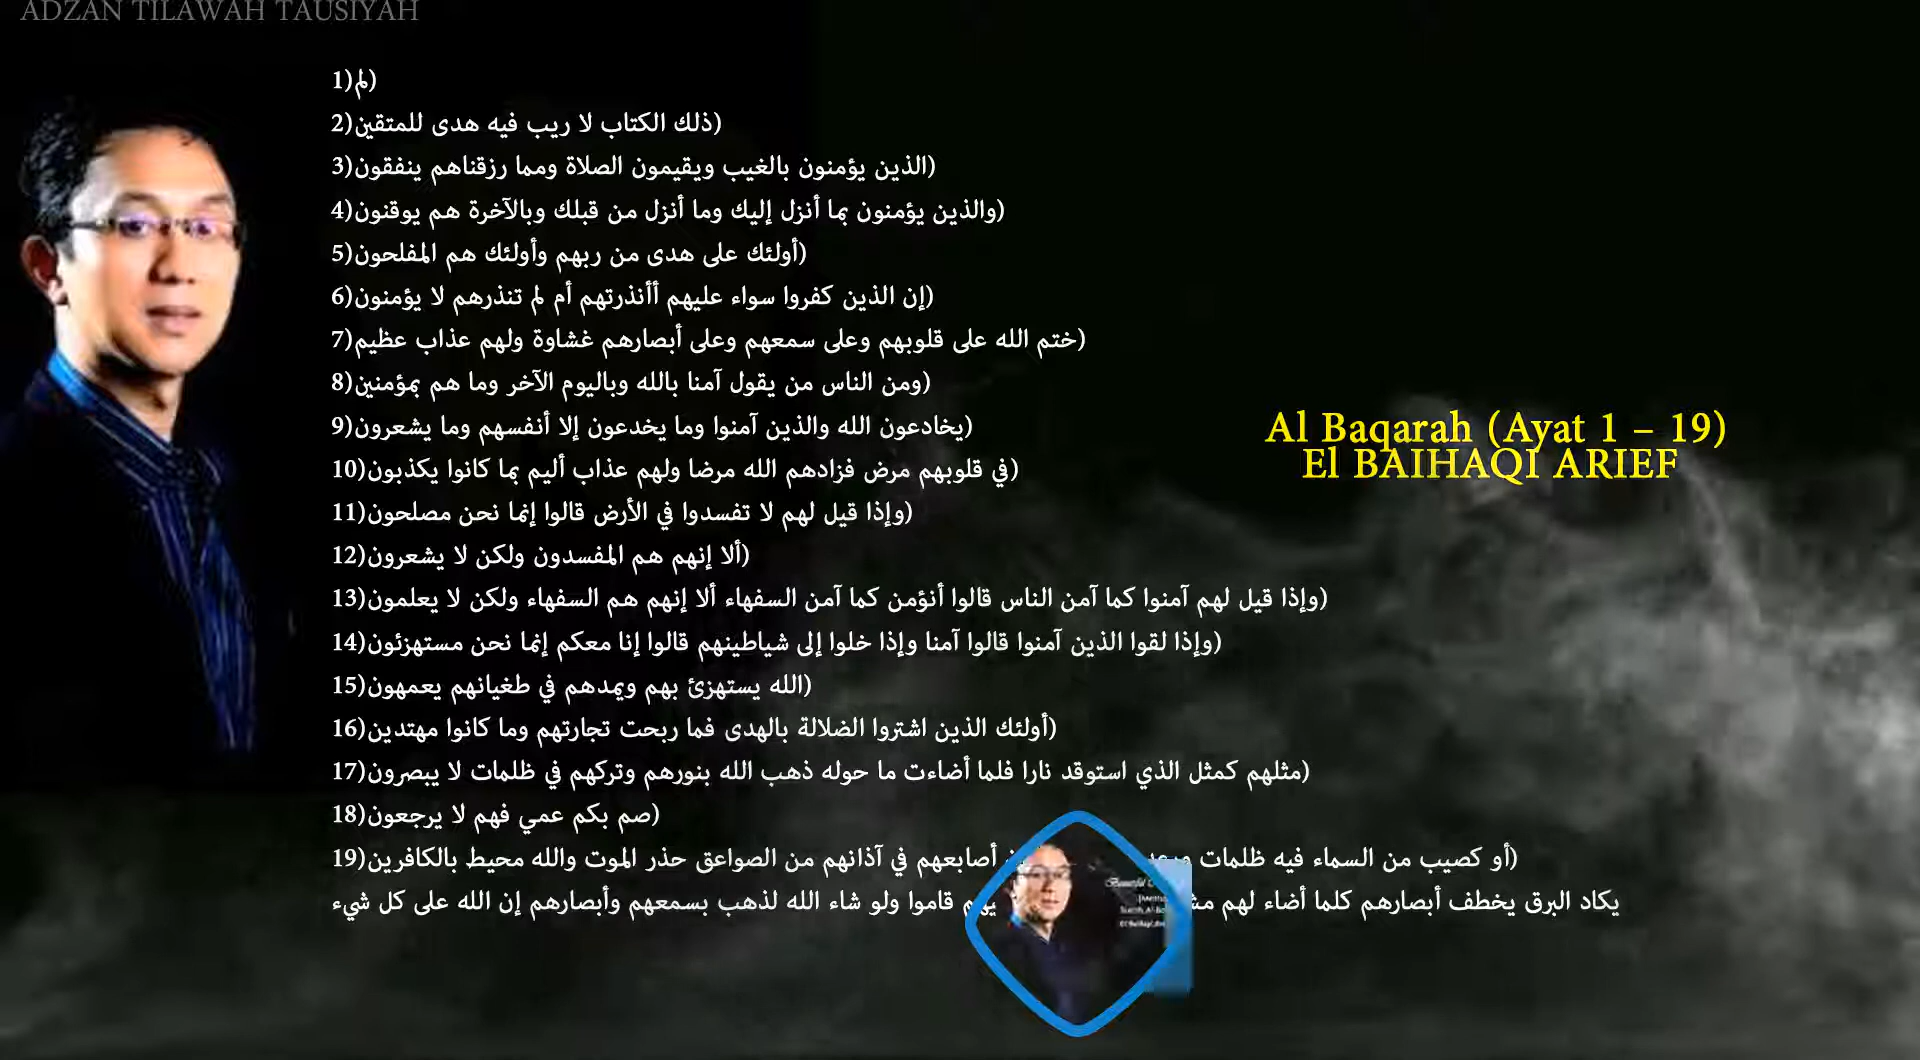 ADZAN TILAWAH TAUSIYAH
1)لم)
2)ذلك الكتاب لا ريب فيه هدى للمتقين)
3)الذين يؤمنون بالغيب ويقيمون الصلاة ومما رزقناهم ينفقون)
4)والذين يؤمنون بما أنزل إليك وما أنزل من قبلك وبالآخرة هم يوقنون)
5)أولئك على هدى من ربهم وأولئك هم المفلحون)
6)إن الذين كفروا سواء عليهم أأنذرتهم أم لم تنذرهم لا يؤمنون)
7)ختم الله على قلوبهم وعلى سمعهم وعلى أبصارهم غشاوة ولهم عذاب عظيم)
8)ومن الناس من يقول آمنا بالله وباليوم الآخر وما هم بمؤمنين)
9)يخادعون الله والذين آمنوا وما يخدعون إلا أنفسهم وما يشعرون)
10)في قلوبهم مرض فزادهم الله مرضا ولهم عذاب أليم بما كانوا يكذبون)
11)وإذا قيل لهم لا تفسدوا في الأرض قالوا إنما نحن مصلحون)
12)ألا إنهم هم المفسدون ولكن لا يشعرون)
13)وإذا قيل لهم آمنوا كما آمن الناس قالوا أنؤمن كما آمن السفهاء ألا إنهم هم السفهاء ولكن لا يعلمون)
14)وإذا لقوا الذين آمنوا قالوا آمنا وإذا خلوا إلى شياطينهم قالوا إنا معكم إنما نحن مستهزئون)
15)الله يستهزئ بهم ويمدهم في طغيانهم يعمهون)
16)أولئك الذين اشتروا الضلالة بالهدى فما ربحت تجارتهم وما كانوا مهتدين)
17)مثلهم كمثل الذي استوقد نارا فلما أضاءت ما حوله ذهب الله بنورهم وتركهم في ظلمات لا يبصرون)
18)صم بكم عمي فهم لا يرجعون)
19)أو كصيب من السماء فيه ظلمات أصابعهم في آذانهم من الصواعق حذر الموت والله محيط بالكافرين)
يكاد البرق يخطف أبصارهم كلما أضاء لهم قاموا ولو شاء الله لذهب بسمعهم وأبصارهم إن الله على كل شيء
Al Baqarah (Ayat 1 – 19)
El BAIHAQI ARIEF